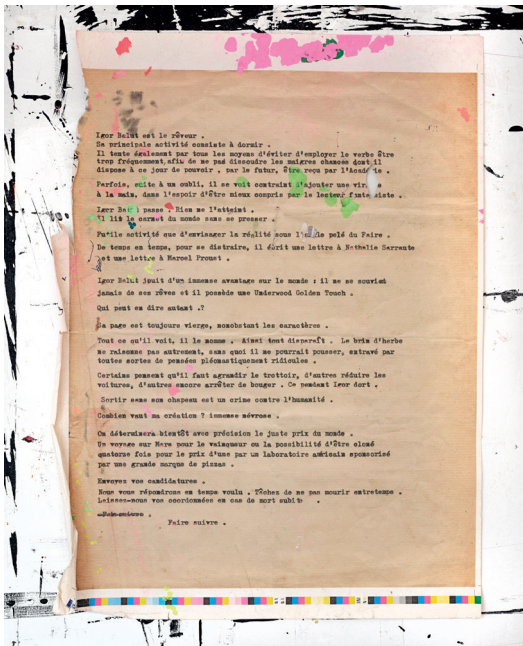 Igor Balut est le rêveur .
Sa principale activité consiste à dormir .
Il tente également par tous les moyens d'éviter d'employer le verbe être
trop fréquemment, afin de ne pas dissoudre les maigres chances dont il
dispose à ce jour de pouvoir , par le futur, être reçu par l'Académie .
Parfois, suite à un oubli, il se voit contraint d'ajouter une virgule
à la main, dans l'espoir d'être mieux compris par le lecteur
Igor Balut passe . Rien ne l'atteint .
Il lit le carnet du monde sans se presser .
Futile activité que d'envisager la réalité sous l'angle pelé du Faire .
De temps en temps, pour se distraire, il écrit une lettre à Nathalie Sarraute
et une lettre à Marcel Proust .
Igor Balut jouit d'un immense avantage sur le monde : il ne se souvient
jamais de ses rêves et il possède une Underwood Golden Touch .
Qui peut en dire autant .?
Sa page est toujours vierge, nonobstant les caractères .
Tout ce qu'il voit, il le nomme . Ainsi tout disparaît . Le brin d'herbe
ne raisonne pas autrement, sans quoi il ne pourrait pousser, entravé par
toutes sortes de pensées pléonastiquement ridicules .
Certains pensent qu'il faut agrandir le trottoir, d'autres réduire les
voitures, d'autres encore arrêter de bouger . Ce pendant Igor dort .
Sortir sans son chapeau est un crime contre l'humanité .
Combien vaut ma création ? immense névrose .
On déterminera bientôt avec précision le juste prix du monde .
Un voyage sur Mars pour le vainqueur ou la possibilité d'être cloné
quatorze fois pour le prix d'une par un laboratoire américain sponsorisé
par une grande marque de pizzas .
Envoyez vos candidatures .
Nous vous répondrons en temps voulu . Tâchez de ne pas mourir entretemps .
Laissez-nous vos coordonnées en cas de mort subite .
Faire suivre .